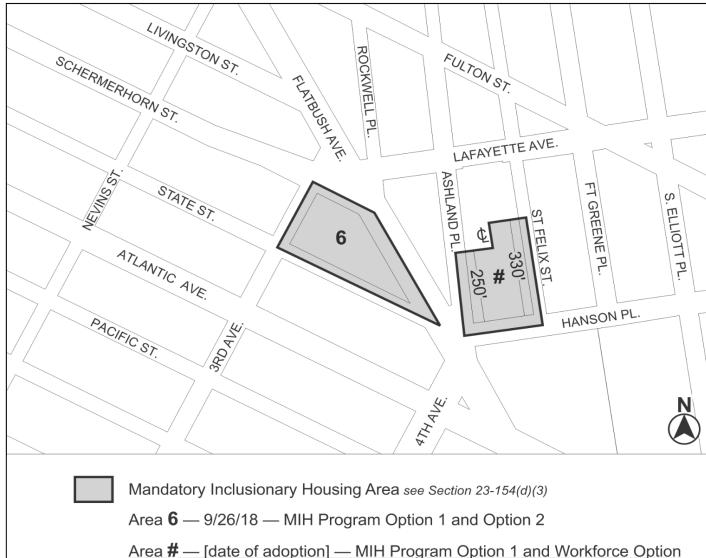 LIVINGSTON ST.
SCHERMERHORN ST.
FLATBUSH AVE.
ROCKWELL PL.
FULTON ST.
LAFAYETTE AVE.
NEVINS ST.
STATE ST.
ASHLAND PL.
ST FELIX ST.
FT GREENE PL.
S. ELLIOTT PL.
6
#
250'
330'
ATLANTIC AVE.
PACIFIC ST.
3RD AVE.
HANSON PL.
4TH AVE.
N
Mandatory Inclusionary Housing Area see Section 23-154(d)(3)
Area 6 — 9/26/18 — MIH Program Option 1 and Option 2
Area # — [date of adoption] — MIH Program Option 1 and Workforce Option